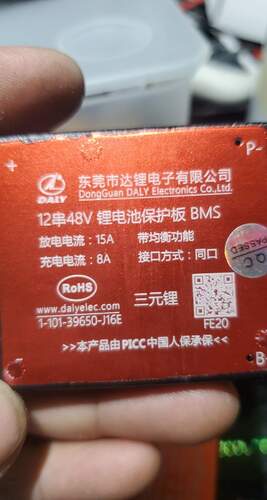 P-
+
DALY
东莞市达锂电子有限公司
DongGuan DALY Electronics Co.,Ltd.
12串48V 锂电池保护板 BMS
放电电流：15A 带均衡功能
充电电流：8A 接口方式：同口
Q.C
PASSED
RoHS
www.dalyelec.com
1-101-39650-J16E
三元锂
FE20
>>本产品由PICC中国人保承保<<
B